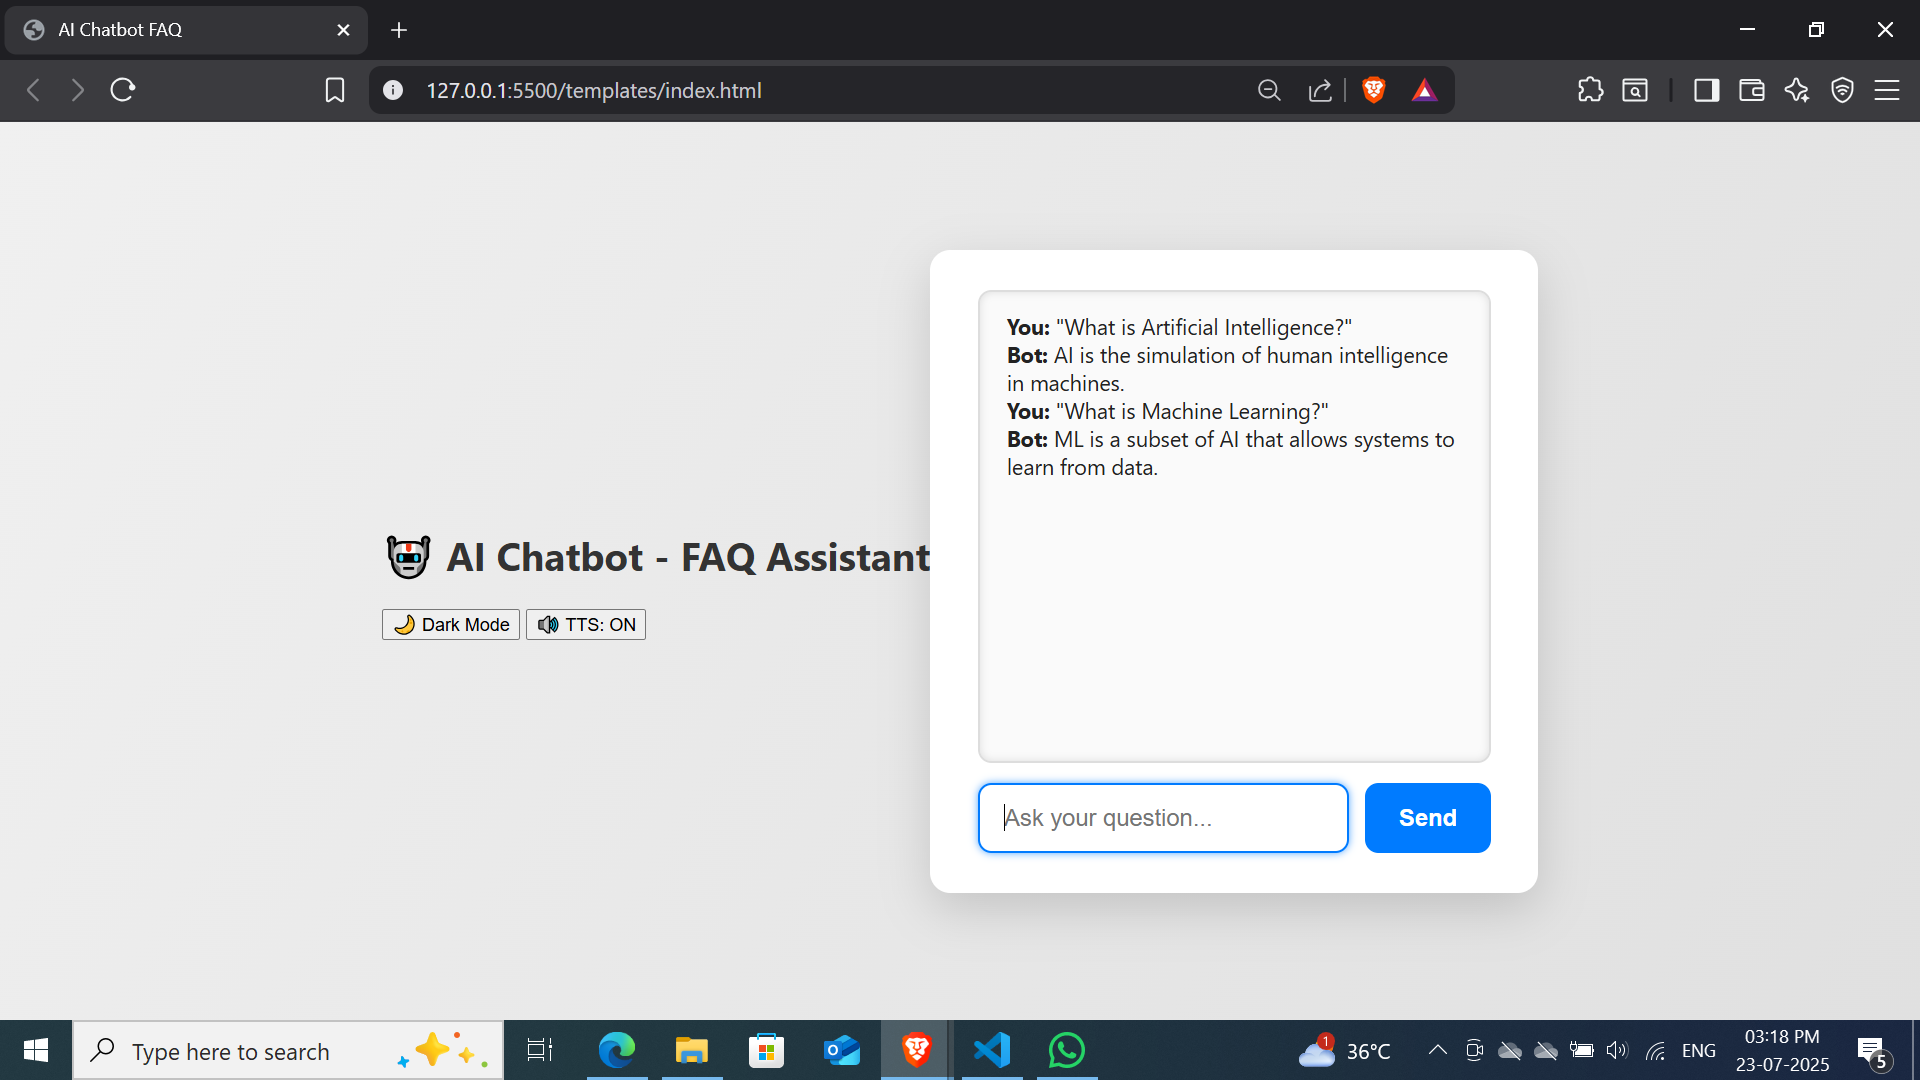 AI Chatbot FAQ
127.0.0.1:5500/templates/index.html
You: "What is Artificial Intelligence?"
Bot: AI is the simulation of human intelligence
in machines.
You: "What is Machine Learning?"
Bot: ML is a subset of AI that allows systems to
learn from data.
AI Chatbot - FAQ Assistant
Dark Mode
TTS: ON
Ask your question...
Send
Type here to search
1
36°C
ENG
03:18 PM
23-07-2025
5